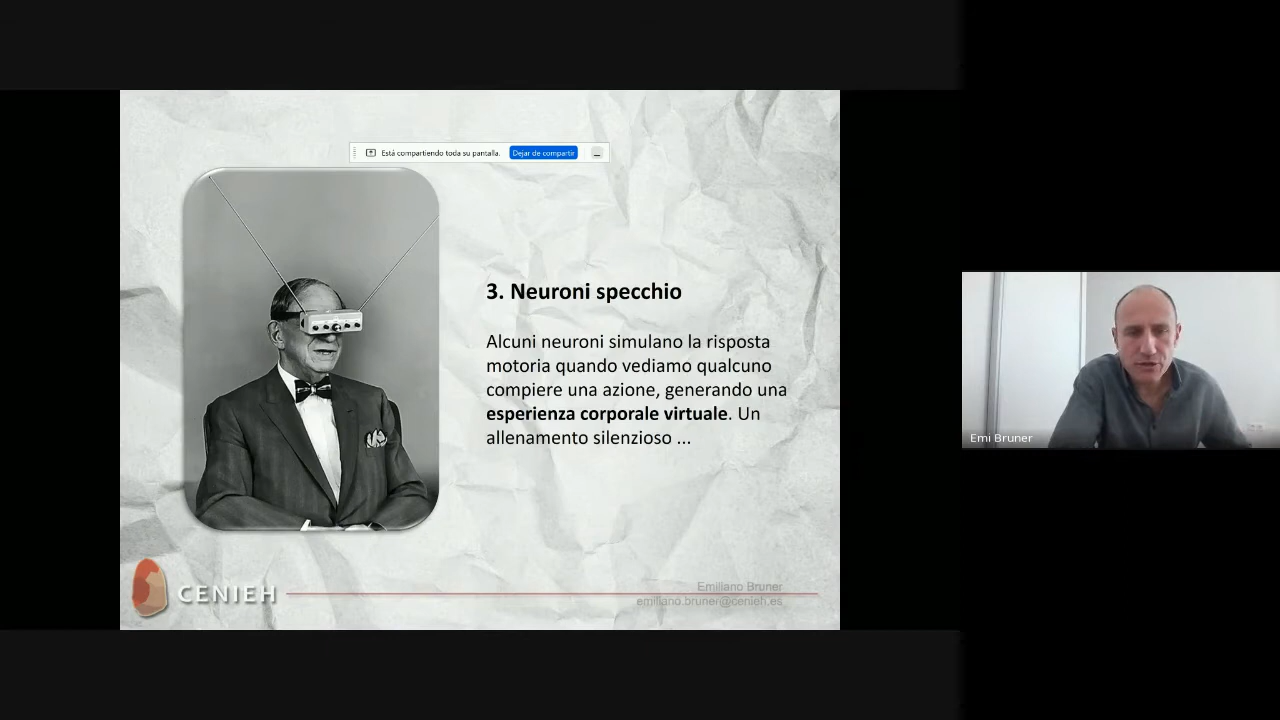 Está compartiendo toda su pantalla. Dejar de compartir
3. Neuroni specchio
Alcuni neuroni simulano la risposta
motoria quando vediamo qualcuno
compiere una azione, generando una
esperienza corporale virtuale. Un
allenamento silenzioso ...
CENIEH
Emiliano Bruner
emiliano.bruner@cenieh.es
Emi Bruner